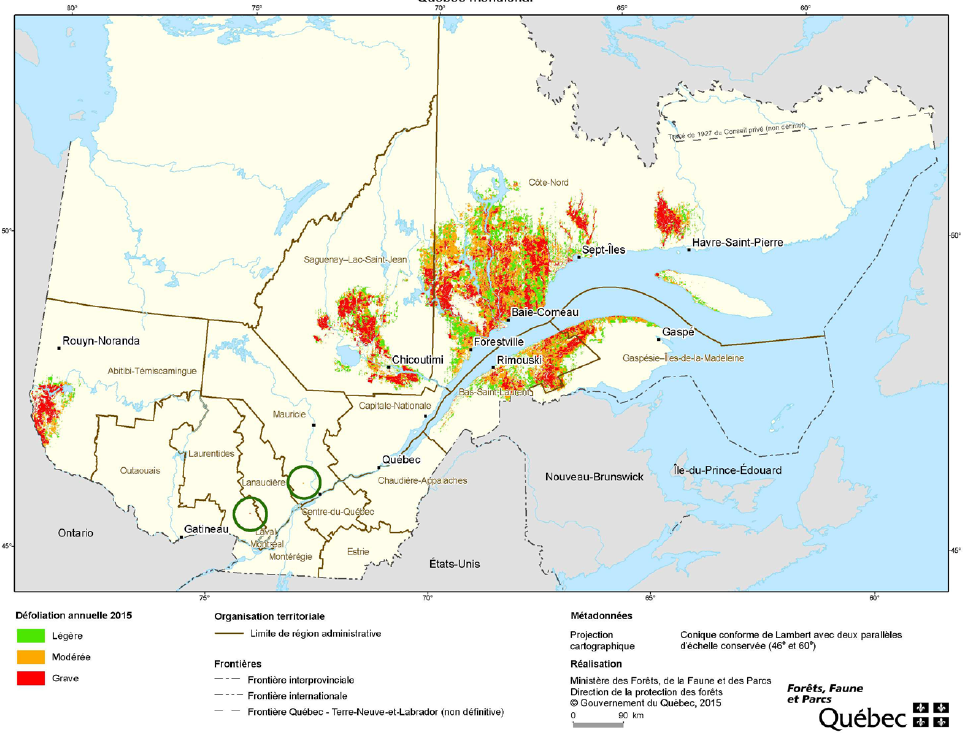 Québec méridional
80°
75°
70°
65°
60°
Tracé de 1927 du Conseil privé (non définitif)
Côte-Nord
50°
50°
Havre-Saint-Pierre
Sept-Îles
Saguenay–Lac-Saint-Jean
Baie-Comeau
Gaspé
Rouyn-Noranda
Forestville
Gaspésie–Îles-de-la-Madeleine
Chicoutimi
Rimouski
Abitibi-Témiscamingue
Bas-Saint-Laurent
Capitale-Nationale
Mauricie
Laurentides
Québec
Outaouais
Île-du-Prince-Édouard
Nouveau-Brunswick
Lanaudière
Chaudière-Appalaches
Centre-du-Québec
Gatineau
Ontario
Laval
Montréal
45°
45°
Estrie
Montérégie
États-Unis
75°
70°
65°
60°
Défoliation annuelle 2015
Légère
Modérée
Grave
Organisation territoriale
Limite de région administrative
Frontières
Frontière interprovinciale
Frontière internationale
Frontière Québec - Terre-Neuve-et-Labrador (non définitive)
Métadonnées
Projection cartographique
Conique conforme de Lambert avec deux parallèles
d'échelle conservée (46° et 60°)
Réalisation
Ministère des Forêts, de la Faune et des Parcs
Direction de la protection des forêts
© Gouvernement du Québec, 2015
0 90 km
Forêts, Faune
et Parcs
Québec